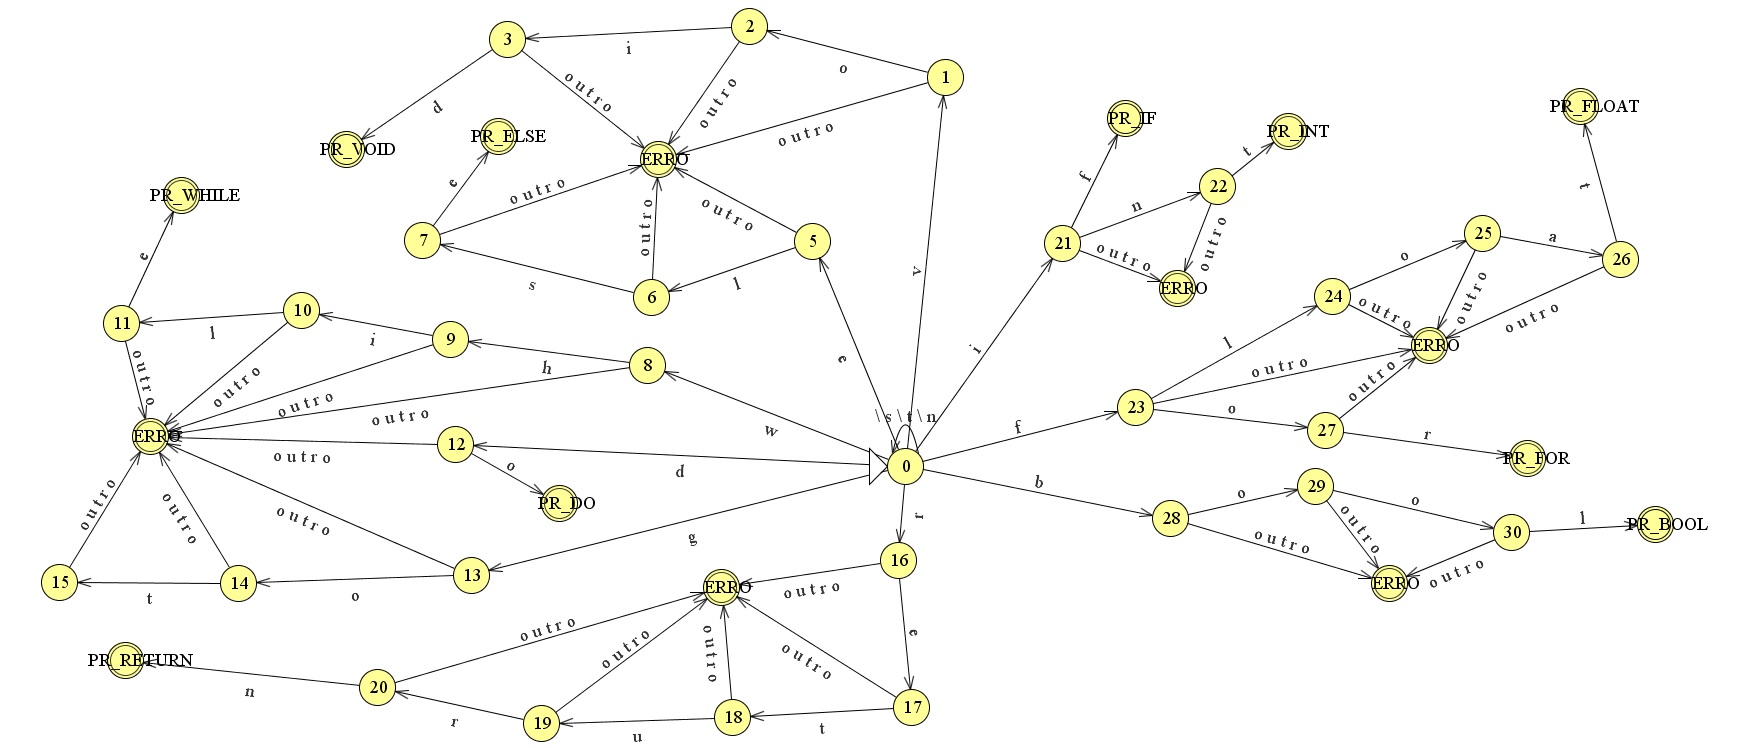 3
i
2
o
1
d
outro
outro
outro
PR_VOID
PR_ELSE
ERRO
e
outro
outro
outro
7
s
6
l
5
v
e
PR_WHILE
e
11
l
10
i
9
h
8
w
outro
outro
outro
outro
ERRO
outro
12
o
PR_DO
d
\s\t\n
0
outro
outro
outro
15
t
14
o
13
g
r
16
outro
ERRO
e
outro
outro
outro
outro
PR_RETURN
n
20
r
19
u
18
t
17
PR_IF
f
PR_INT
t
22
n
21
outro
outro
ERRO
i
PR_FLOAT
t
25
a
26
o
24
outro
outro
outro
ERRO
l
outro
outro
f
23
o
27
r
PR_FOR
b
28
o
29
o
30
l
PR_BOOL
outro
outro
outro
ERRO